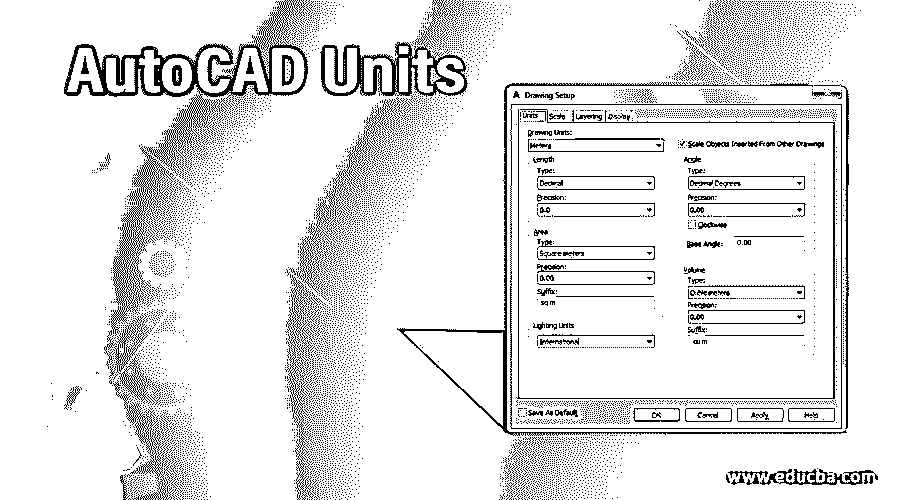 AutoCAD Units
A Drawing Setup
Units Scale Layering Display
Drawing Units:
Meters
Scale Objects Inserted From Other Drawings
Length
Type:
Decimal
Precision:
0.0
Angle
Type:
Decimal Degrees
Precision:
0.00
Clockwise
Base Angle: 0.00
Area
Type:
Square meters
Precision:
0.00
Suffix:
sq m
Volume
Type:
Cubic meters
Precision:
0.00
Suffix:
cu m
Lighting Units
International
Save As Default
OK Cancel Apply Help
www.educba.com